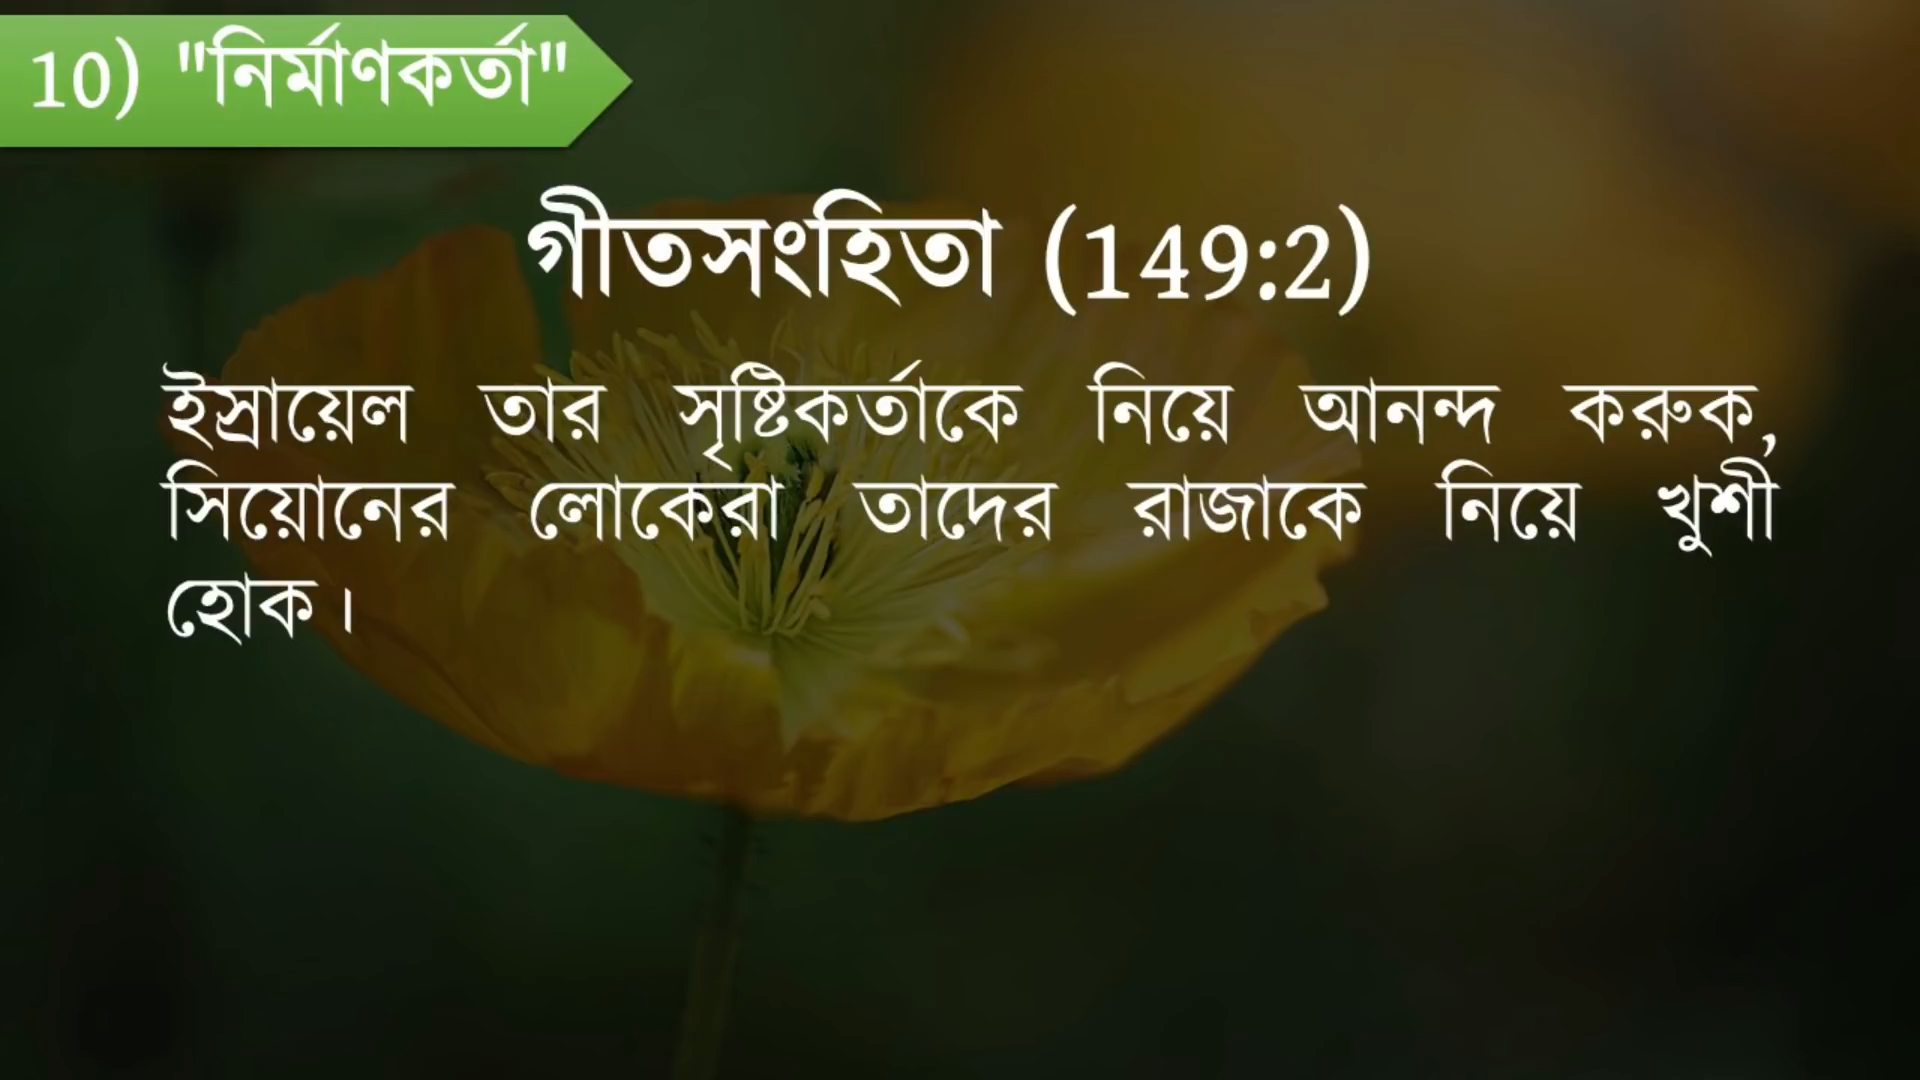 10) "নির্মাণকর্তা"
গীতসংহিতা (149:2)
ইস্রায়েল তার সৃষ্টিকর্তাকে নিয়ে আনন্দ করুক,
সিয়োনের লোকেরা তাদের রাজাকে নিয়ে খুশী
হোক।